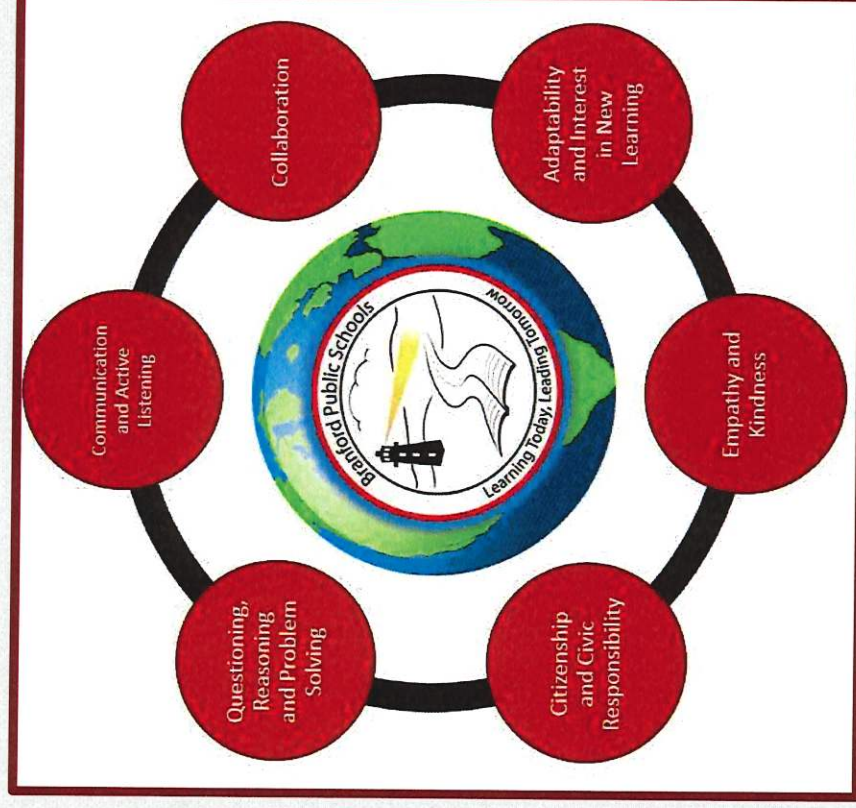 Communication
and Active
Listening
Collaboration
Adaptability
and Interest
in New
Learning
Empathy and
Kindness
Citizenship
and Civic
Responsibility
Questioning,
Reasoning
and Problem
Solving
Branford Public Schools
Learning Today, Leading Tomorrow